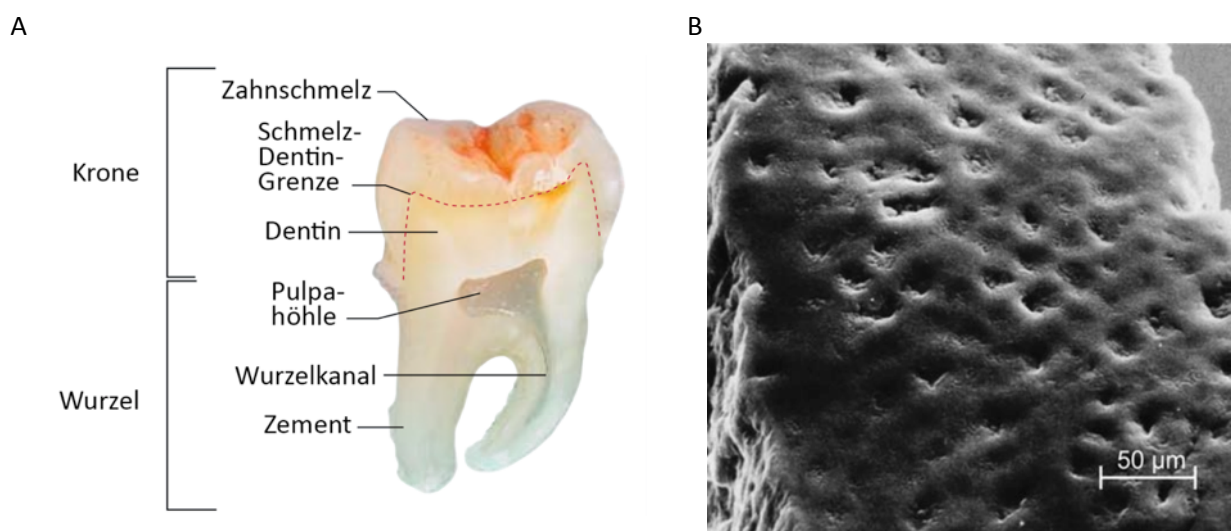 A
B
Zahnschmelz
Schmelz-
Dentin-
Grenze
Krone
Dentin
Pulpa-
höhle
Wurzelkanal
Wurzel
Zement
50 µm